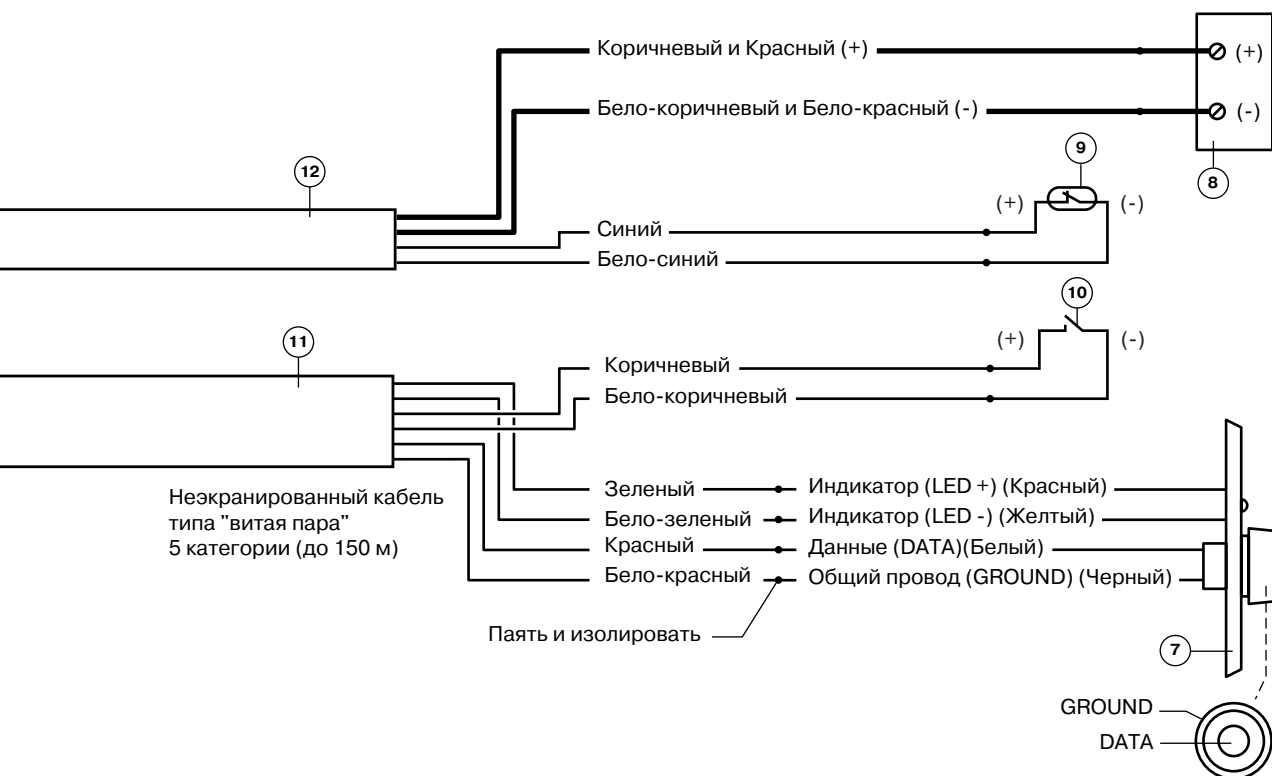 Коричневый и Красный (+)
(+)
Бело-коричневый и Бело-красный (-)
(-)
8
12
9
(+)
(-)
Синий
Бело-синий
10
11
(+)
(-)
Коричневый
Бело-коричневый
Неэкранированный кабель
типа "витая пара"
5 категории (до 150 м)
Зеленый
Индикатор (LED +) (Красный)
Бело-зеленый
Индикатор (LED -) (Желтый)
Красный
Данные (DATA)(Белый)
Бело-красный
Общий провод (GROUND) (Черный)
Паять и изолировать
7
GROUND
DATA